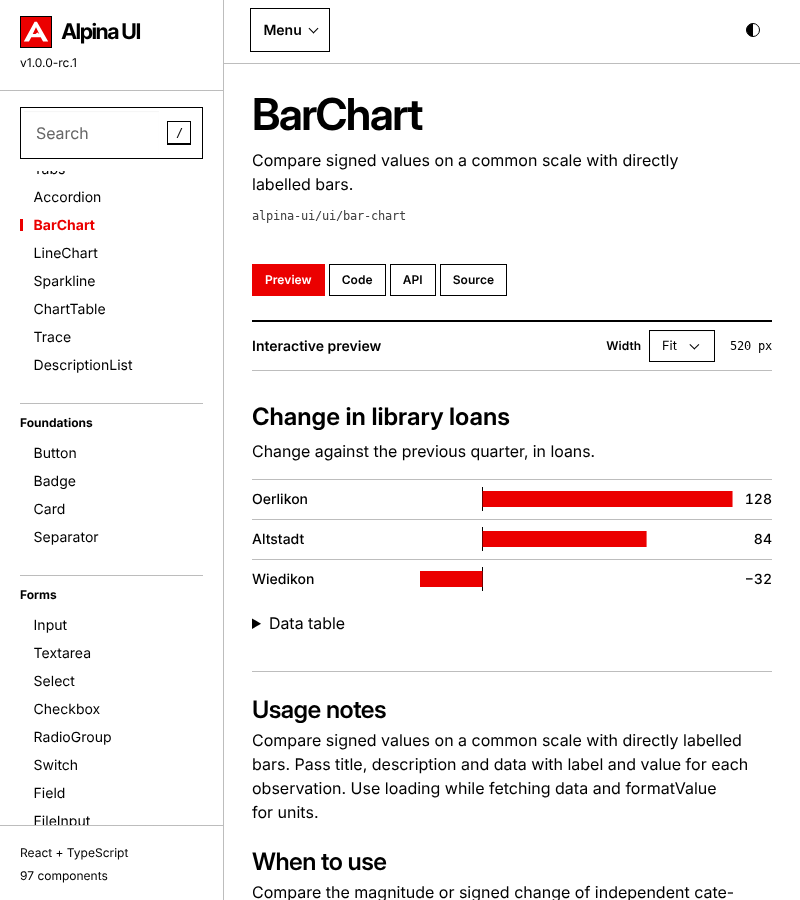 Alpina UI
v1.0.0-rc.1
Search /
Tabs
Accordion
BarChart
LineChart
Sparkline
ChartTable
Trace
DescriptionList
Foundations
Button
Badge
Card
Separator
Forms
Input
Textarea
Select
Checkbox
RadioGroup
Switch
Field
FileInput
React + TypeScript
97 components
Menu
BarChart
Compare signed values on a common scale with directly
labelled bars.
alpina-ui/ui/bar-chart
Preview Code API Source
Interactive preview Width Fit 520 px
Change in library loans
Change against the previous quarter, in loans.
Oerlikon 128
Altstadt 84
Wiedikon −32
Data table
Usage notes
Compare signed values on a common scale with directly labelled
bars. Pass title, description and data with label and value for each
observation. Use loading while fetching data and formatValue
for units.
When to use
Compare the magnitude or signed change of independent cate-